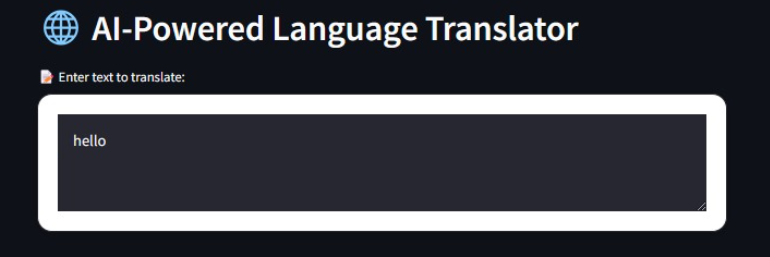 🌐 AI-Powered Language Translator
📝 Enter text to translate:
hello